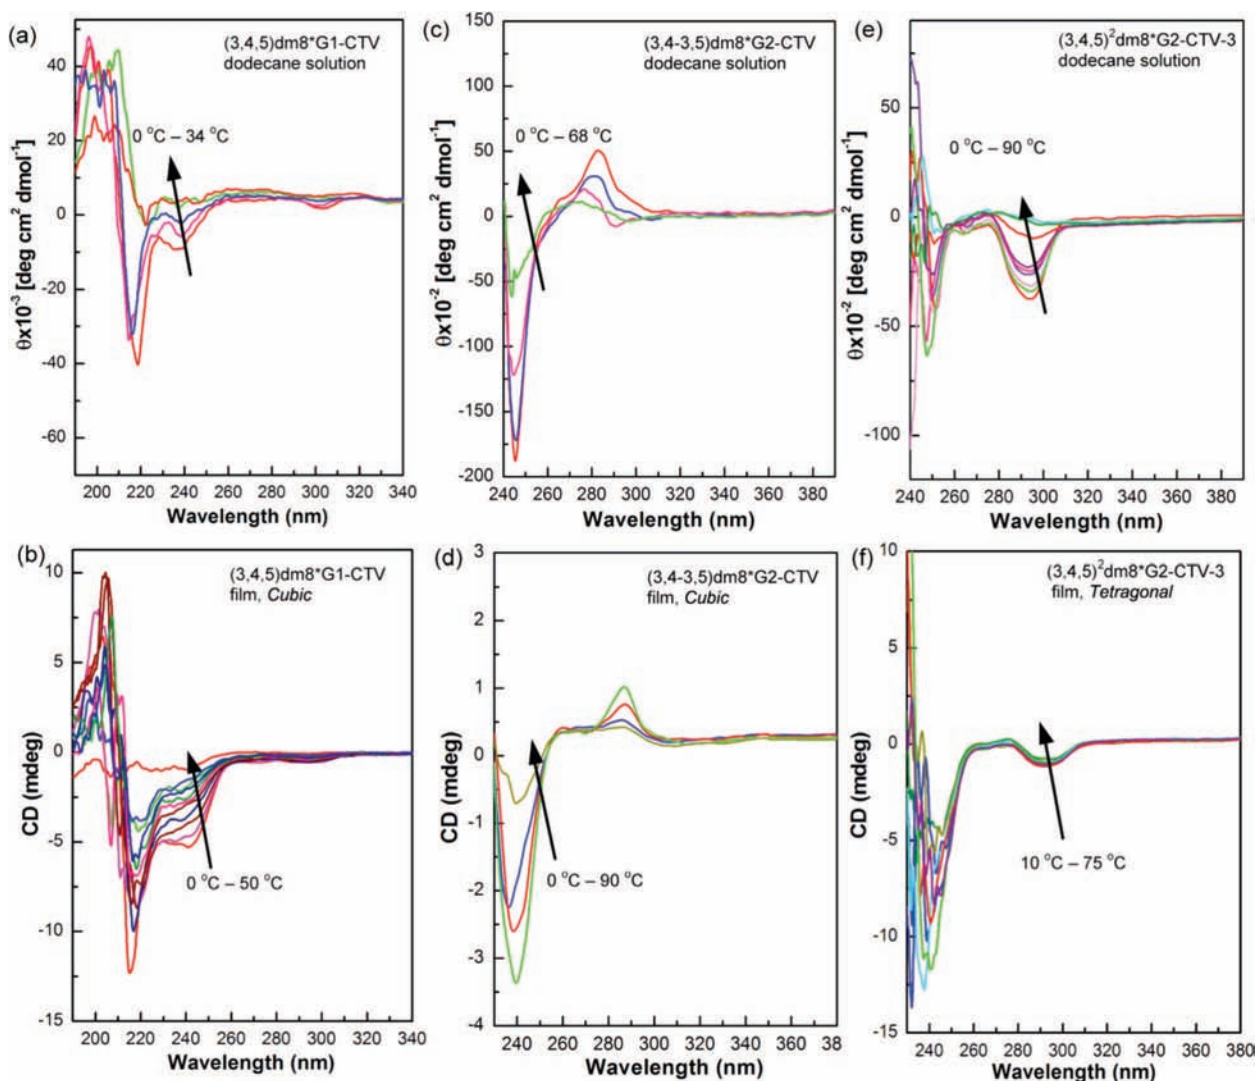 (a)
(3,4,5)dm8*G1-CTV
dodecane solution
0 °C – 34 °C
θx10⁻³ [deg cm² dmol⁻¹]
40
20
0
-20
-40
-60
200 220 240 260 280 300 320 340
Wavelength (nm)
(c)
(3,4-3,5)dm8*G2-CTV
dodecane solution
0 °C – 68 °C
θx10⁻² [deg cm² dmol⁻¹]
150
100
50
0
-50
-100
-150
-200
240 260 280 300 320 340 360 380
Wavelength (nm)
(e)
(3,4,5)²dm8*G2-CTV-3
dodecane solution
0 °C – 90 °C
θx10⁻² [deg cm² dmol⁻¹]
50
0
-50
-100
240 260 280 300 320 340 360 380
Wavelength (nm)
(b)
(3,4,5)dm8*G1-CTV
film, Cubic
0 °C – 50 °C
CD (mdeg)
10
5
0
-5
-10
-15
200 220 240 260 280 300 320 340
Wavelength (nm)
(d)
(3,4-3,5)dm8*G2-CTV
film, Cubic
0 °C – 90 °C
CD (mdeg)
3
2
1
0
-1
-2
-3
-4
240 260 280 300 320 340 360 380
Wavelength (nm)
(f)
(3,4,5)²dm8*G2-CTV-3
film, Tetragonal
10 °C – 75 °C
CD (mdeg)
10
5
0
-5
-10
-15
240 260 280 300 320 340 360 380
Wavelength (nm)